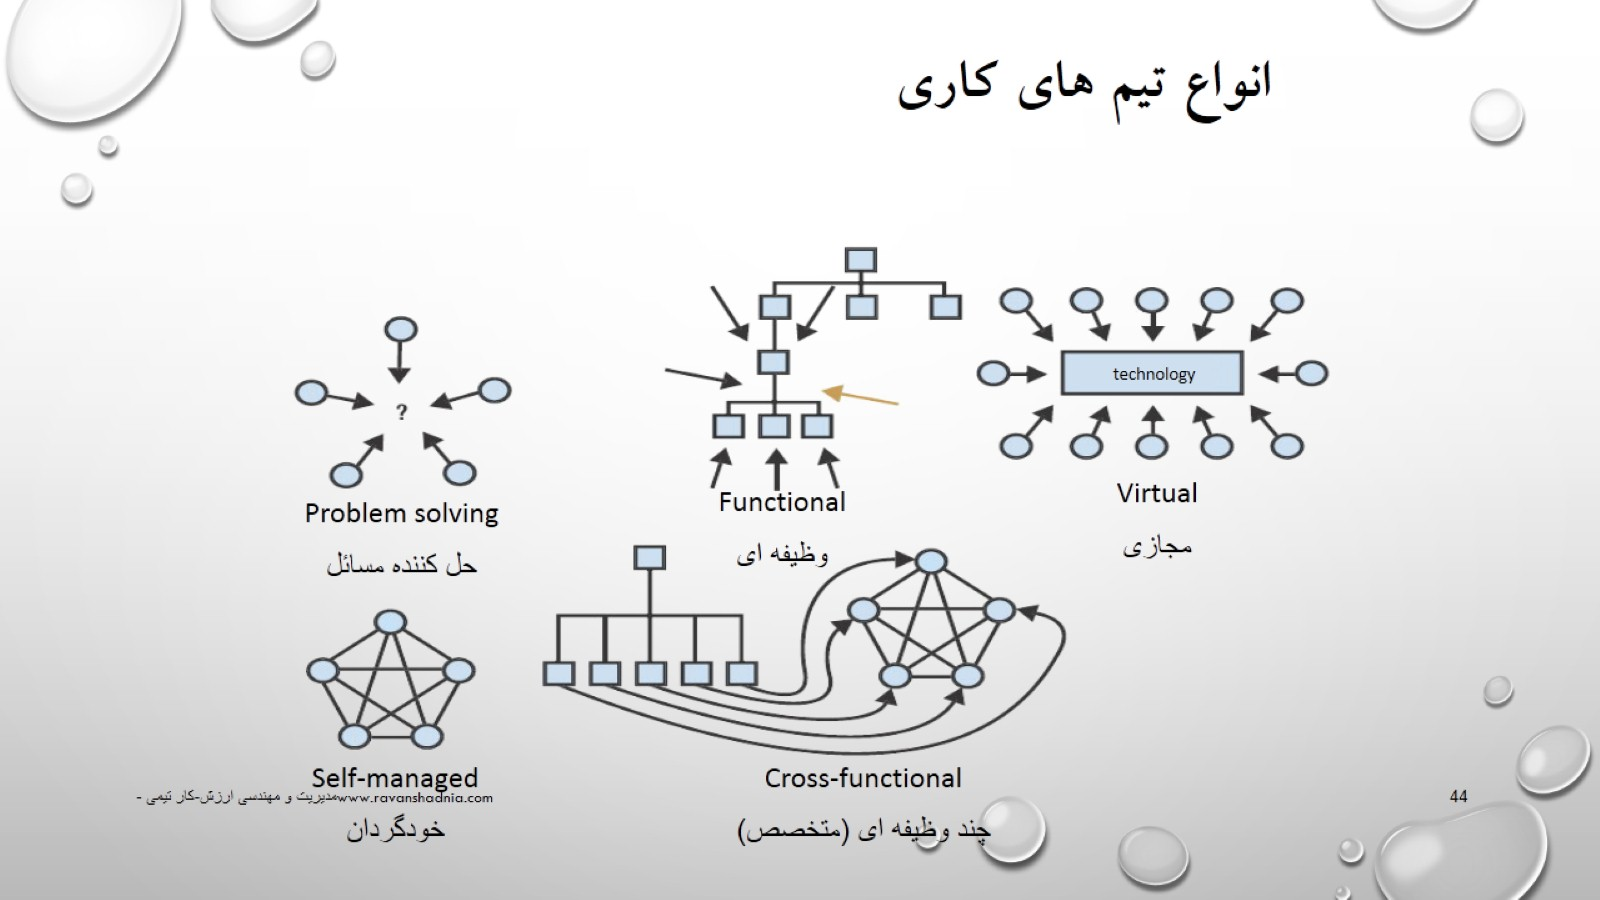 انواع تیم های کاری
technology
?
Problem solving
حل کننده مسائل
Functional
وظیفه ای
Virtual
مجازی
Self-managed
خودگردان
Cross-functional
چند وظیفه ای (متخصص)
مدیریت و مهندسی ارزش-کار تیمی - www.ravanshadnia.com
44